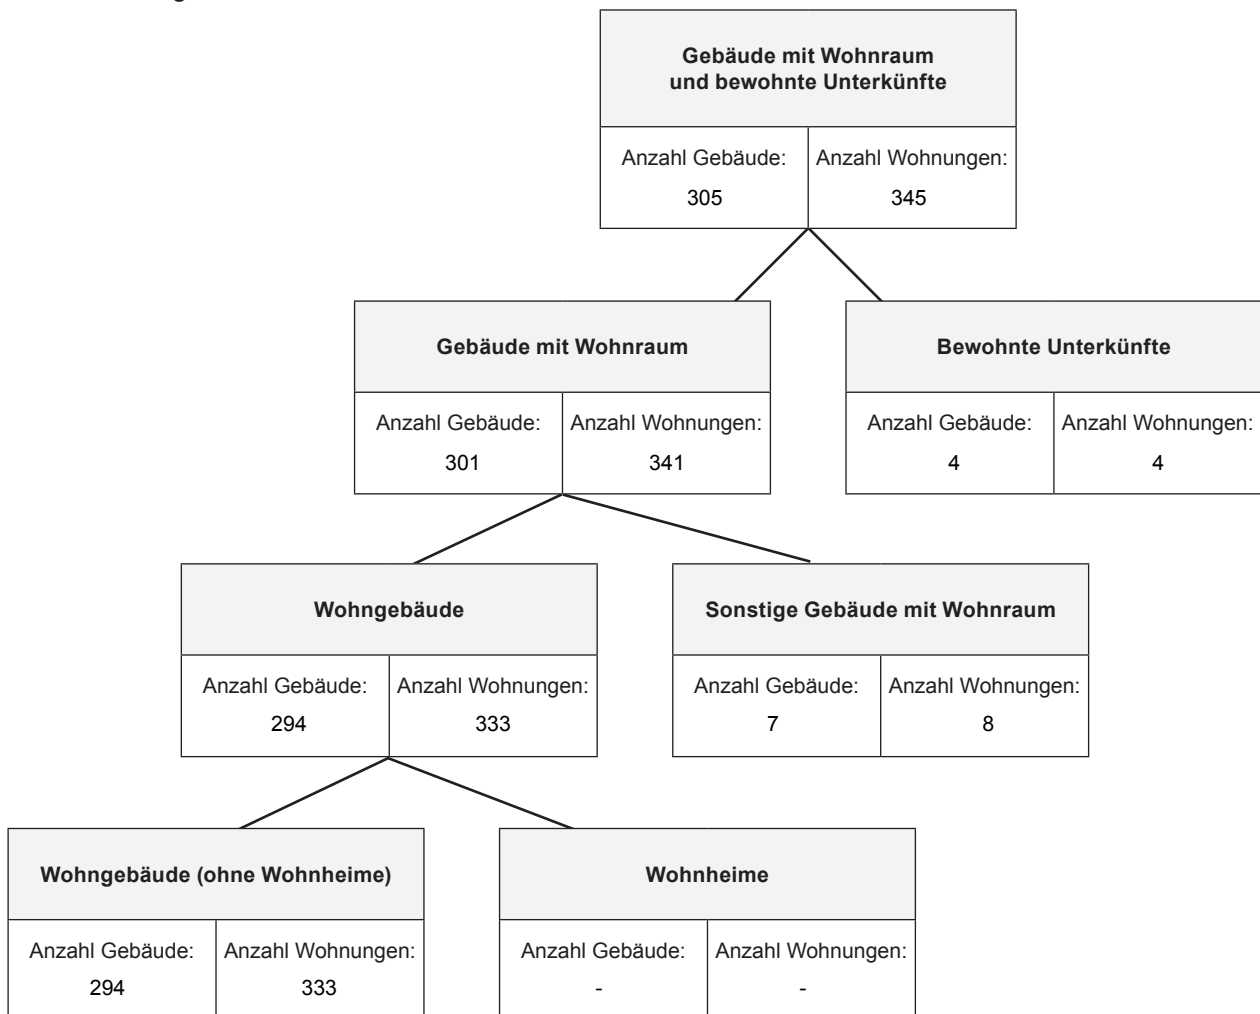 Gebäude mit Wohnraum
und bewohnte Unterkünfte
Anzahl Gebäude: Anzahl Wohnungen:
305 345
Gebäude mit Wohnraum
Anzahl Gebäude: Anzahl Wohnungen:
301 341
Bewohnte Unterkünfte
Anzahl Gebäude: Anzahl Wohnungen:
4 4
Wohngebäude
Anzahl Gebäude: Anzahl Wohnungen:
294 333
Sonstige Gebäude mit Wohnraum
Anzahl Gebäude: Anzahl Wohnungen:
7 8
Wohngebäude (ohne Wohnheime)
Anzahl Gebäude: Anzahl Wohnungen:
294 333
Wohnheime
Anzahl Gebäude: Anzahl Wohnungen:
- -